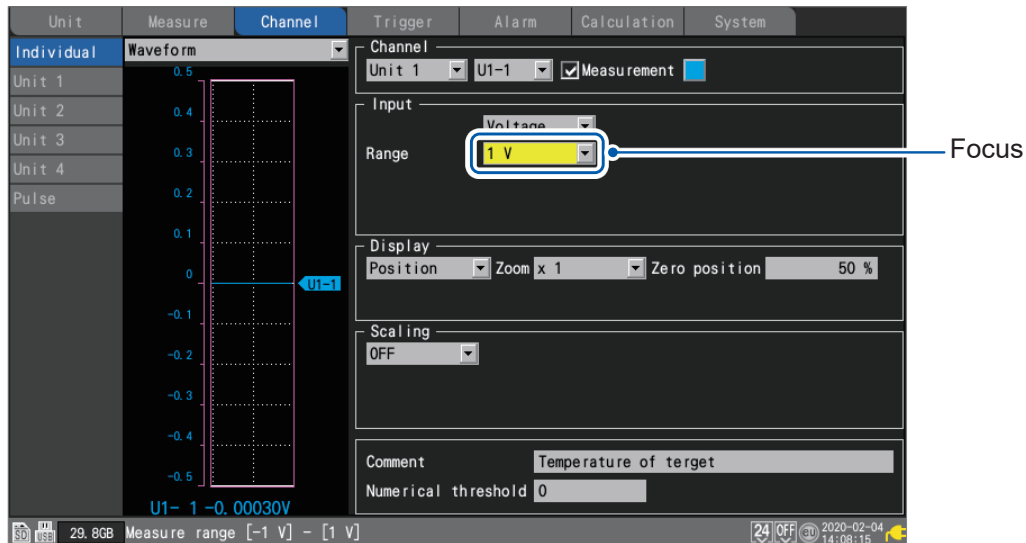 Unit Measure Channel Trigger Alarm Calculation System
Individual
Unit 1
Unit 2
Unit 3
Unit 4
Pulse
Waveform
0.5
0.4
0.3
0.2
0.1
0
-0.1
-0.2
-0.3
-0.4
-0.5
U1-1
U1- 1 -0.00030V
Channel
Unit 1 U1-1 Measurement
Input
Voltage
Range 1 V
Focus
Display
Position Zoom x 1 Zero position 50 %
Scaling
OFF
Comment Temperature of terget
Numerical threshold 0
SD USB 29.8GB Measure range [-1 V] - [1 V] 24 OFF au 2020-02-04
14:08:15